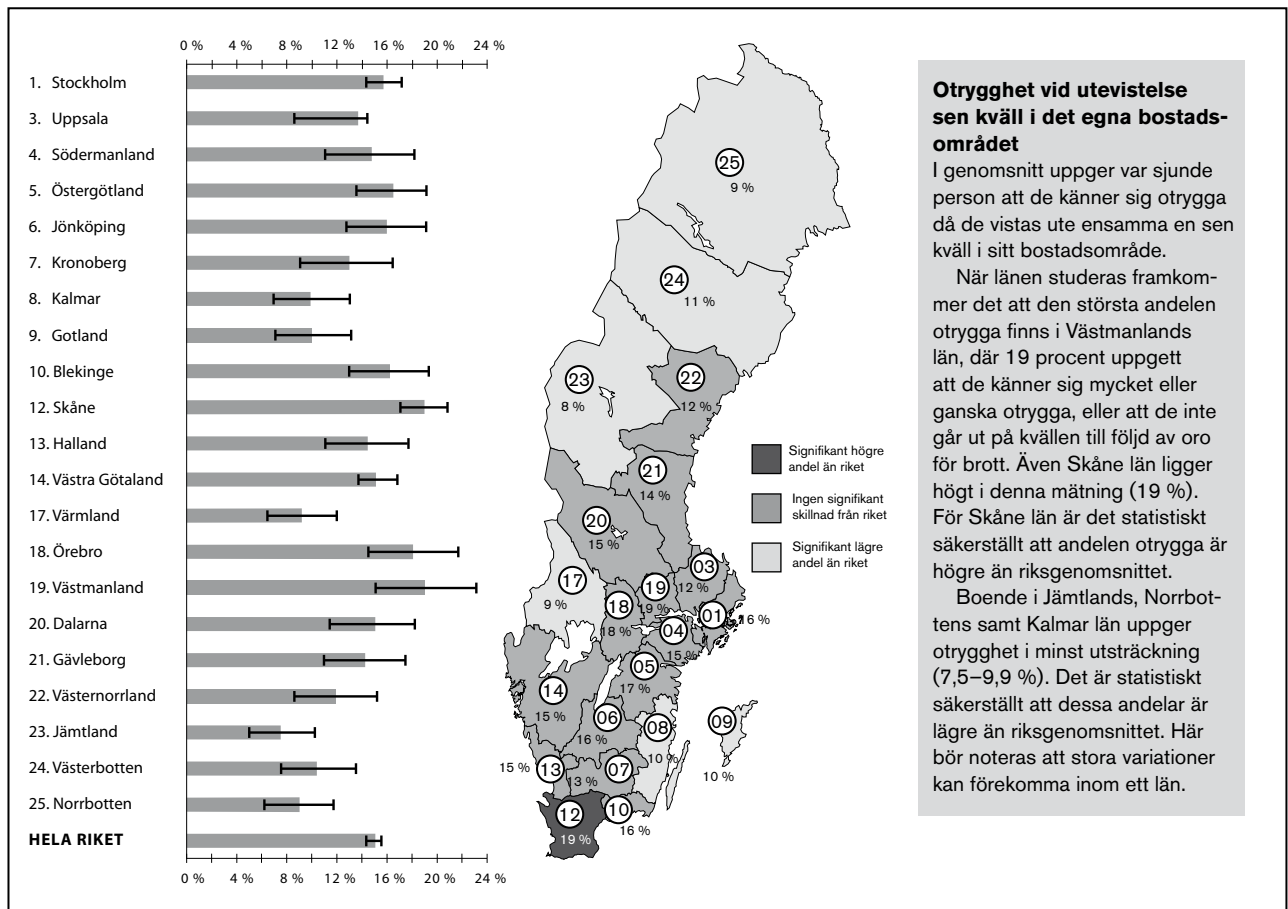 0 % 4 % 8 % 12 % 16 % 20 % 24 %
1. Stockholm
3. Uppsala
4. Södermanland
5. Östergötland
6. Jönköping
7. Kronoberg
8. Kalmar
9. Gotland
10. Blekinge
12. Skåne
13. Halland
14. Västra Götaland
17. Värmland
18. Örebro
19. Västmanland
20. Dalarna
21. Gävleborg
22. Västernorrland
23. Jämtland
24. Västerbotten
25. Norrbotten
HELA RIKET
0 % 4 % 8 % 12 % 16 % 20 % 24 %
25
9 %
24
11 %
23
8 %
22
12 %
21
14 %
20
15 %
17
9 %
18
18 %
19
19 %
03
12 %
01
16 %
04
15 %
05
17 %
14
15 %
06
16 %
08
10 %
09
10 %
13
15 %
07
13 %
12
19 %
10
16 %
Signifikant högre
andel än riket
Ingen signifikant
skillnad från riket
Signifikant lägre
andel än riket
Otrygghet vid utevistelse
sen kväll i det egna bostads-
området
I genomsnitt uppger var sjunde
person att de känner sig otrygga
då de vistas ute ensamma en sen
kväll i sitt bostadsområde.
När länen studeras framkom-
mer det att den största andelen
otrygga finns i Västmanlands
län, där 19 procent uppgett
att de känner sig mycket eller
ganska otrygga, eller att de inte
går ut på kvällen till följd av oro
för brott. Även Skåne län ligger
högt i denna mätning (19 %).
För Skåne län är det statistiskt
säkerställt att andelen otrygga är
högre än riksgenomsnittet.
Boende i Jämtlands, Norrbot-
tens samt Kalmar län uppger
otrygghet i minst utsträckning
(7,5–9,9 %). Det är statistiskt
säkerställt att dessa andelar är
lägre än riksgenomsnittet. Här
bör noteras att stora variationer
kan förekomma inom ett län.